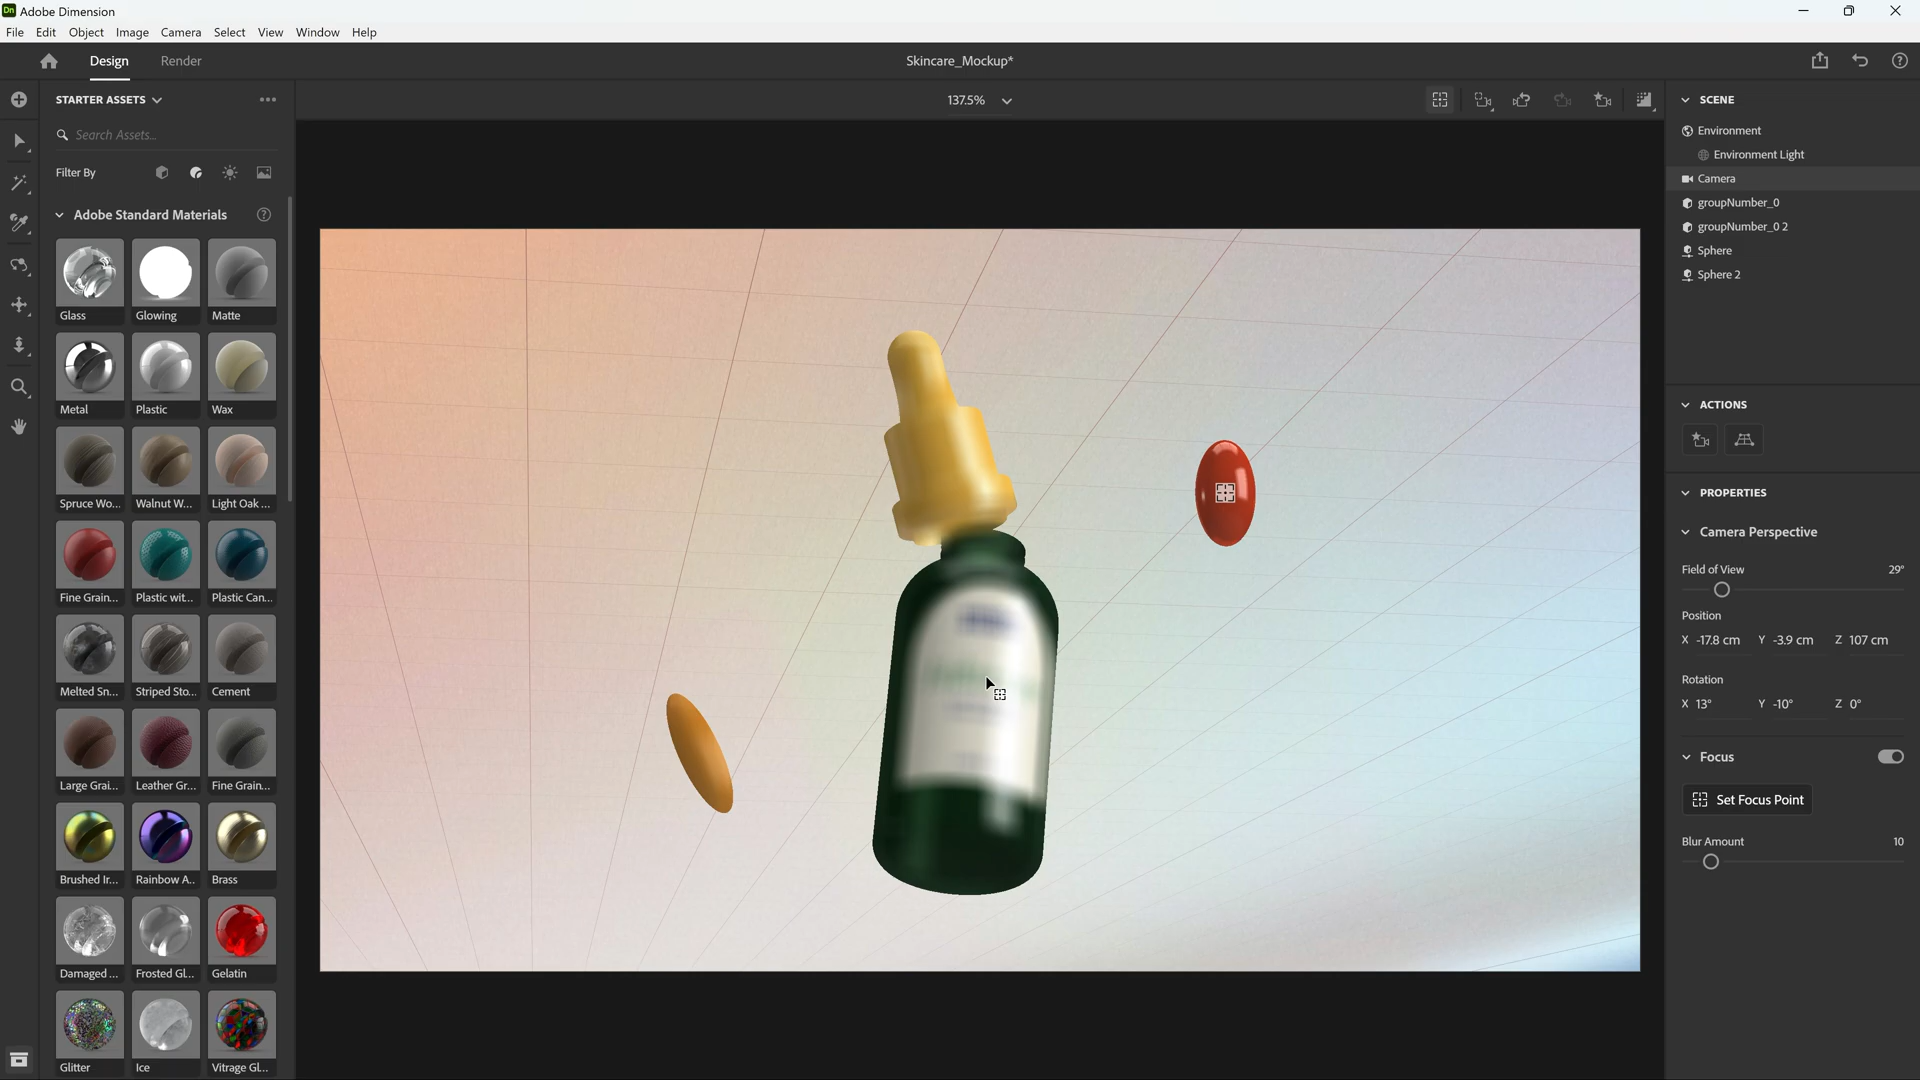 Dn Adobe Dimension
File Edit Object Image Camera Select View Window Help
Design Render
Skincare_Mockup*
STARTER ASSETS
137.5%
Search Assets...
Filter By
Adobe Standard Materials
Glass Glowing Matte
Metal Plastic Wax
Spruce Wo... Walnut W... Light Oak ...
Fine Grain... Plastic wit... Plastic Can...
Melted Sn... Striped Sto... Cement
Large Grai... Leather Gr... Fine Grain...
Brushed Ir... Rainbow A.. Brass
Damaged ... Frosted Gl... Gelatin
Glitter Ice Vitrage Gl...
SCENE
Environment
Environment Light
Camera
groupNumber_0
groupNumber_0 2
Sphere
Sphere 2
ACTIONS
PROPERTIES
Camera Perspective
Field of View 29°
Position
X -17.8 cm Y -3.9 cm Z 107 cm
Rotation
X 13° Y -10° Z 0°
Focus
Set Focus Point
Blur Amount 10